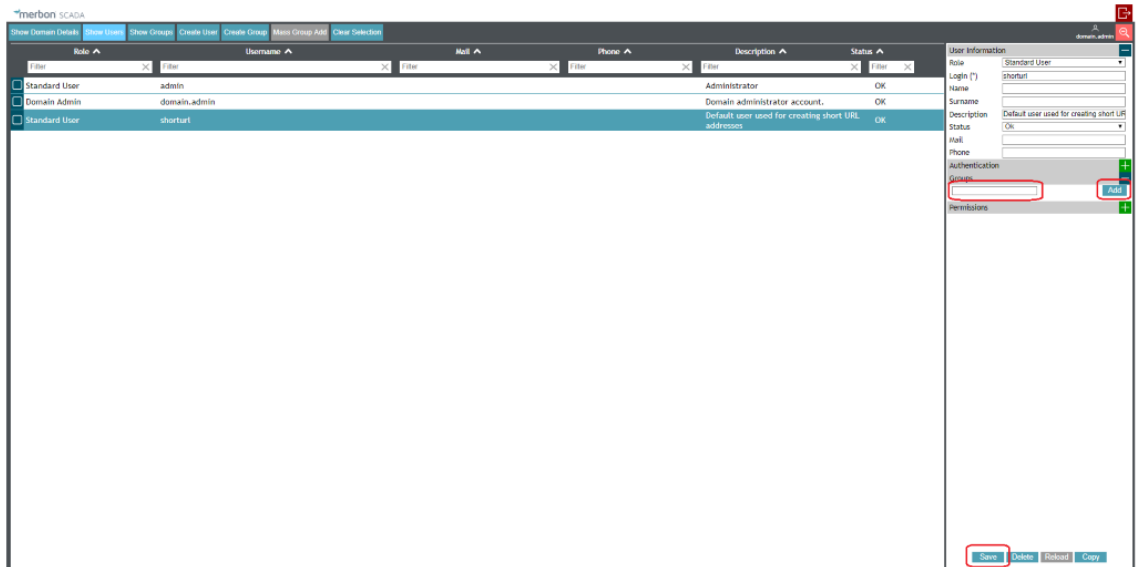 merbon SCADA
Show Domain Details Show Users Show Groups Create User Create Group Mass Group Add Clear Selection
domain.admin
Role Username Mail Phone Description Status
Filter Filter Filter Filter Filter Filter
Standard User admin Administrator OK
Domain Admin domain.admin Domain administrator account. OK
Standard User shorturl Default user used for creating short URL addresses OK
User Information
Role Standard User
Login (*) shorturl
Name
Surname
Description Default user used for creating short UR
Status Ok
Mail
Phone
Authentication
Groups
Add
Permissions
Save Delete Reload Copy